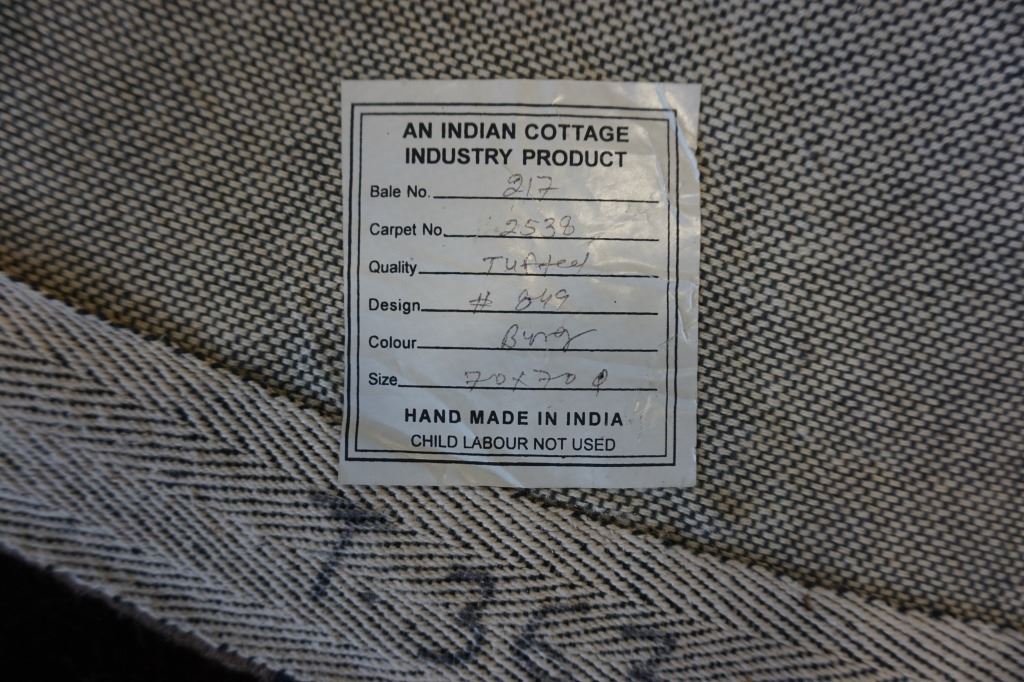 AN INDIAN COTTAGE
INDUSTRY PRODUCT
Bale No. 217
Carpet No. 2538
Quality Tufted
Design # 849
Colour Burg
Size 70x70
HAND MADE IN INDIA
CHILD LABOUR NOT USED